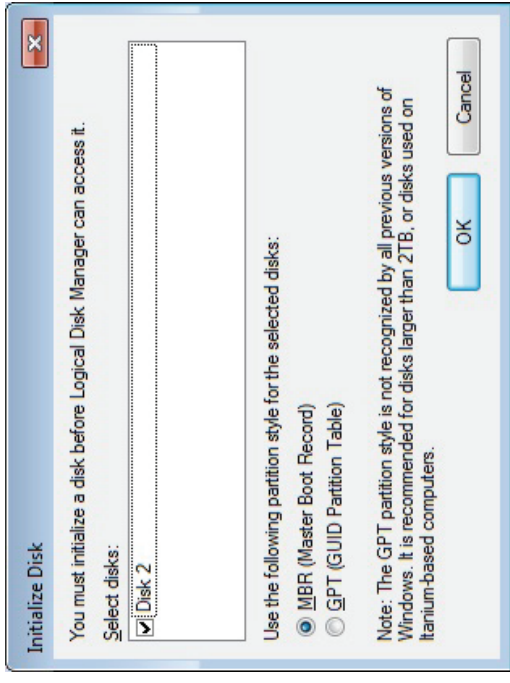 Initialize Disk
You must initialize a disk before Logical Disk Manager can access it.
Select disks:
Disk 2
Use the following partition style for the selected disks:
MBR (Master Boot Record)
GPT (GUID Partition Table)
Note: The GPT partition style is not recognized by all previous versions of
Windows. It is recommended for disks larger than 2TB, or disks used on
Itanium-based computers.
OK
Cancel